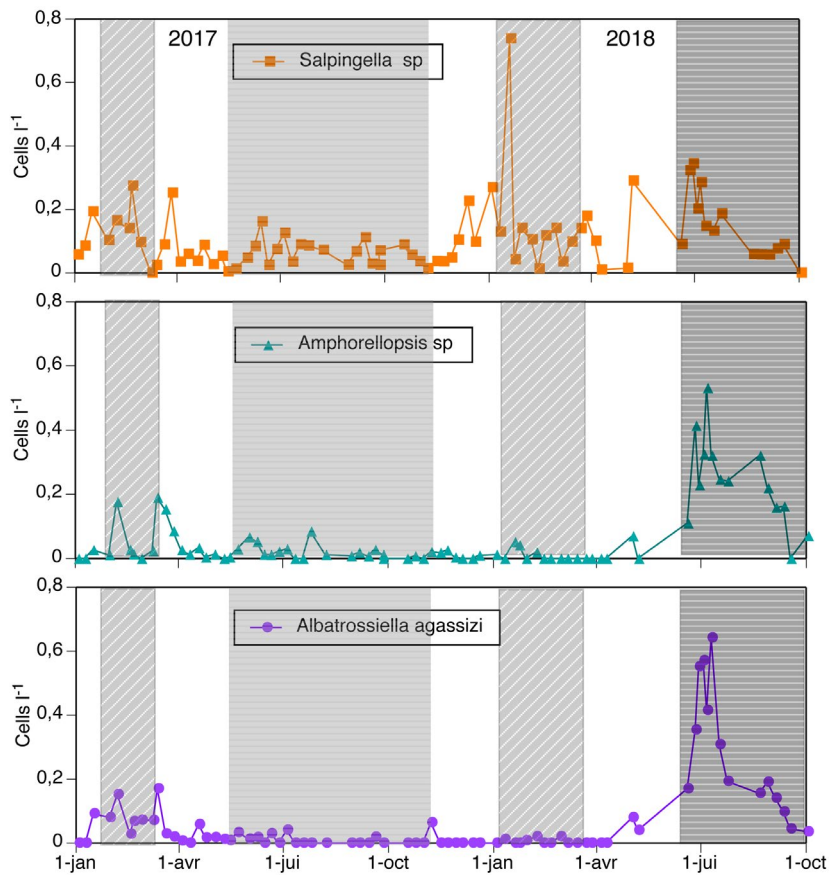 0,8
2017
2018
Salpingella sp
0,6
Cells l-1
0,4
0,2
0
0,8
Amphorellopsis sp
0,6
Cells l-1
0,4
0,2
0
0,8
Albatrossiella agassizi
0,6
Cells l-1
0,4
0,2
0
1-jan 1-avr 1-jul 1-oct 1-jan 1-avr 1-jul 1-oct